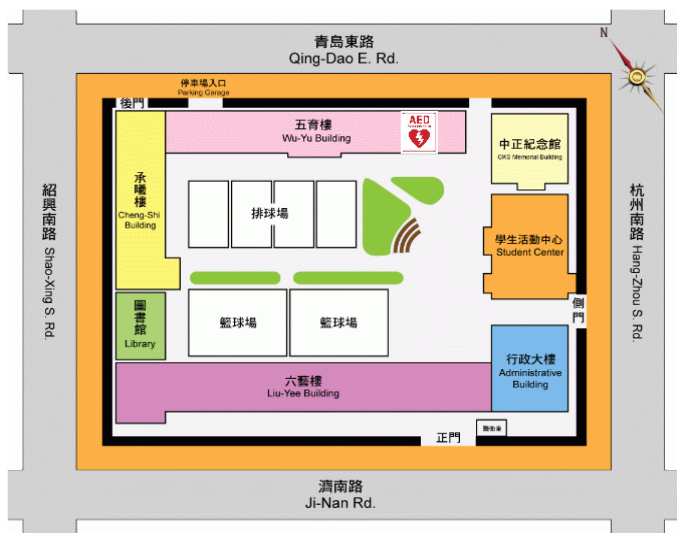 青島東路
Qing-Dao E. Rd.
N
停車場入口
Parking Garage
後門
五育樓
Wu-Yu Building
AED
中正紀念館
CKS Memorial Building
承曦樓
Cheng-Shi
Building
排球場
學生活動中心
Student Center
紹興南路 Shao-Xing S. Rd.
杭州南路 Hang-Zhou S. Rd.
側門
圖書館
Library
籃球場
籃球場
行政大樓
Administrative
Building
六藝樓
Liu-Yee Building
正門
濟南路
Ji-Nan Rd.